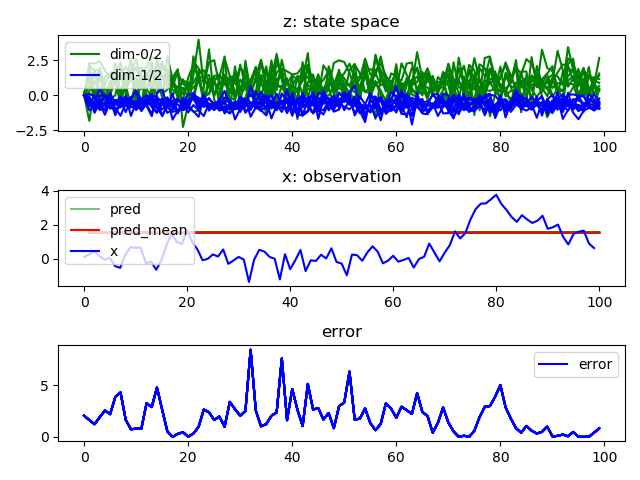 z: state space
dim-0/2
dim-1/2
2.5
0.0
−2.5
0 20 40 60 80 100
x: observation
pred
pred_mean
x
4
2
0
0 20 40 60 80 100
error
error
5
0
0 20 40 60 80 100